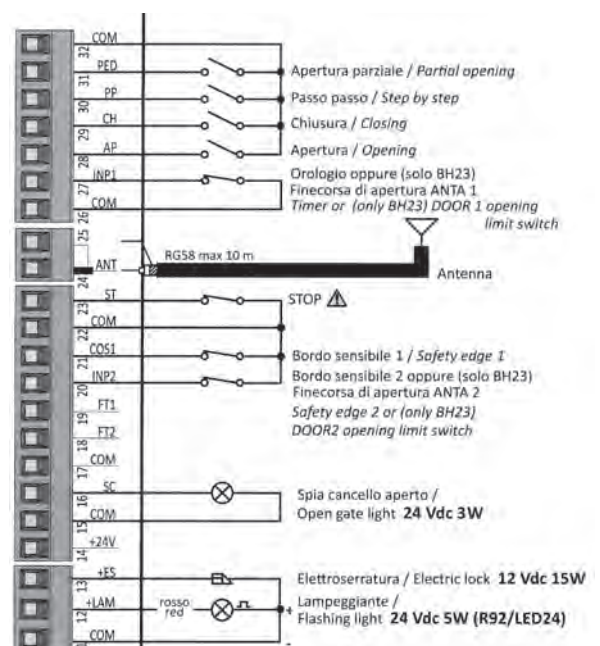 32 COM
31 PED Apertura parziale / Partial opening
30 PP Passo passo / Step by step
29 CH Chiusura / Closing
28 AP Apertura / Opening
27 INP1 Orologio oppure (solo BH23)
Finecorsa di apertura ANTA 1
26 COM Timer or (only BH23) DOOR 1 opening
limit switch
25
RG58 max 10 m
24 ANT Antenna
23 ST STOP
22 COM
21 COS1 Bordo sensibile 1 / Safety edge 1
20 INP2 Bordo sensibile 2 oppure (solo BH23)
Finecorsa di apertura ANTA 2
19 FT1 Safety edge 2 or (only BH23)
18 FT2 DOOR2 opening limit switch
17 COM
16 SC Spia cancello aperto /
15 COM Open gate light 24 Vdc 3W
14 +24V
13 +ES Elettroserratura / Electric lock 12 Vdc 15W
12 +LAM rosso Lampeggiante /
red + Flashing light 24 Vdc 5W (R92/LED24)
COM -